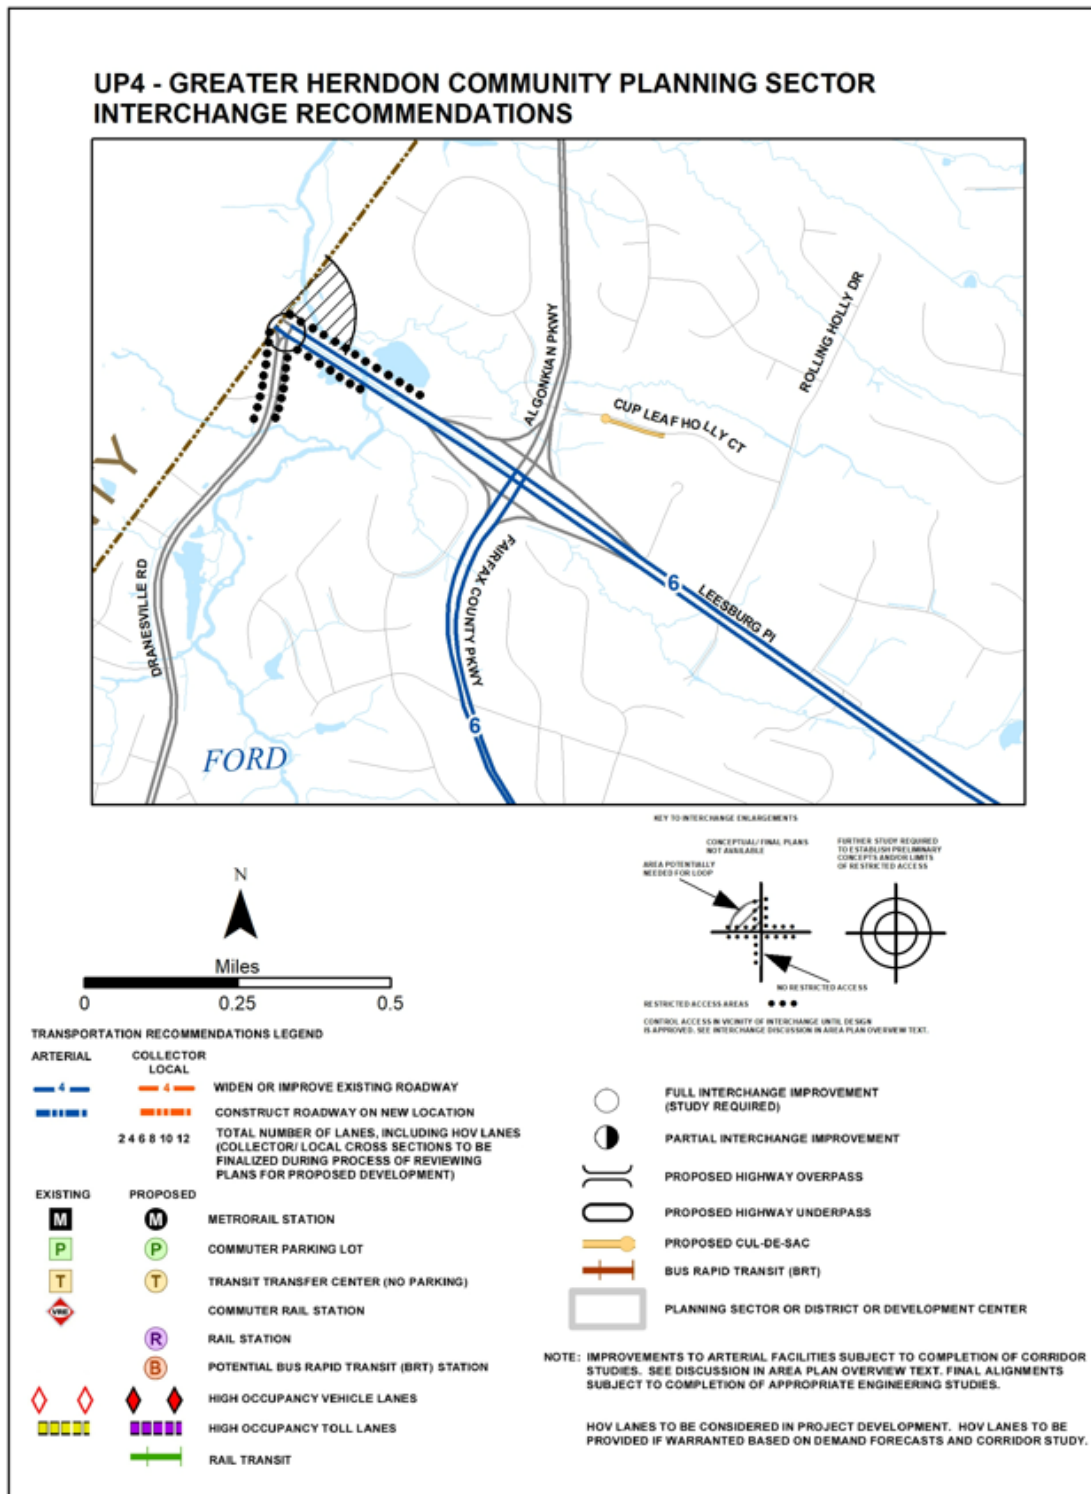 UP4 - GREATER HERNDON COMMUNITY PLANNING SECTOR
INTERCHANGE RECOMMENDATIONS
ALGONKIAN PKWY
ROLLING HOLLY DR
CUP LEAF HOLLY CT
DRANESVILLE RD
FAIRFAX COUNTY PKWY
6
LEESBURG PI
6
FORD
KEY TO INTERCHANGE ENLARGEMENTS
CONCEPTUAL/ FINAL PLANS
NOT AVAILABLE
FURTHER STUDY REQUIRED
TO ESTABLISH PRELIMINARY
CONCEPTS AND/OR LIMITS
OF RESTRICTED ACCESS
AREA POTENTIALLY
NEEDED FOR LOOP
NO RESTRICTED ACCESS
RESTRICTED ACCESS AREAS
CONTROL ACCESS IN VICINITY OF INTERCHANGE UNTIL DESIGN
IS APPROVED. SEE INTERCHANGE DISCUSSION IN AREA PLAN OVERVIEW TEXT.
N
Miles
0 0.25 0.5
TRANSPORTATION RECOMMENDATIONS LEGEND
ARTERIAL
COLLECTOR
LOCAL
4 4 WIDEN OR IMPROVE EXISTING ROADWAY
CONSTRUCT ROADWAY ON NEW LOCATION
2 4 6 8 10 12
TOTAL NUMBER OF LANES, INCLUDING HOV LANES
(COLLECTOR/ LOCAL CROSS SECTIONS TO BE
FINALIZED DURING PROCESS OF REVIEWING
PLANS FOR PROPOSED DEVELOPMENT)
EXISTING PROPOSED
M M METRORAIL STATION
P P COMMUTER PARKING LOT
T T TRANSIT TRANSFER CENTER (NO PARKING)
VRE COMMUTER RAIL STATION
R RAIL STATION
B POTENTIAL BUS RAPID TRANSIT (BRT) STATION
HIGH OCCUPANCY VEHICLE LANES
HIGH OCCUPANCY TOLL LANES
RAIL TRANSIT
FULL INTERCHANGE IMPROVEMENT
(STUDY REQUIRED)
PARTIAL INTERCHANGE IMPROVEMENT
PROPOSED HIGHWAY OVERPASS
PROPOSED HIGHWAY UNDERPASS
PROPOSED CUL-DE-SAC
BUS RAPID TRANSIT (BRT)
PLANNING SECTOR OR DISTRICT OR DEVELOPMENT CENTER
NOTE: IMPROVEMENTS TO ARTERIAL FACILITIES SUBJECT TO COMPLETION OF CORRIDOR
STUDIES. SEE DISCUSSION IN AREA PLAN OVERVIEW TEXT. FINAL ALIGNMENTS
SUBJECT TO COMPLETION OF APPROPRIATE ENGINEERING STUDIES.
HOV LANES TO BE CONSIDERED IN PROJECT DEVELOPMENT. HOV LANES TO BE
PROVIDED IF WARRANTED BASED ON DEMAND FORECASTS AND CORRIDOR STUDY.